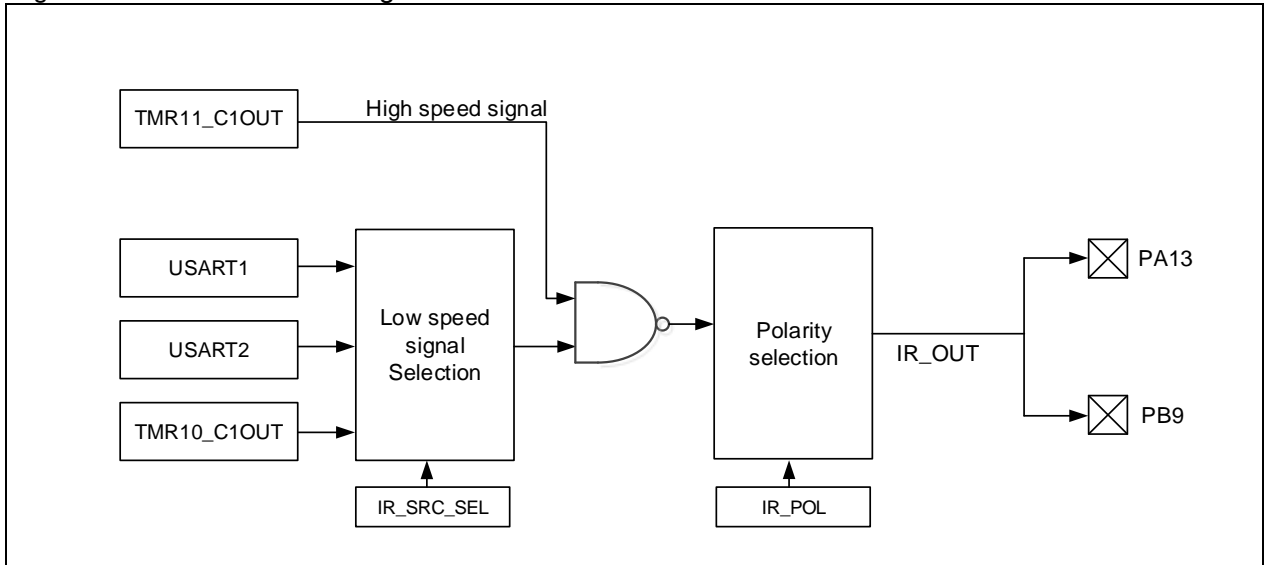 TMR11_C1OUT
High speed signal
USART1
USART2
TMR10_C1OUT
Low speed
signal
Selection
IR_SRC_SEL
Polarity
selection
IR_POL
IR_OUT
PA13
PB9